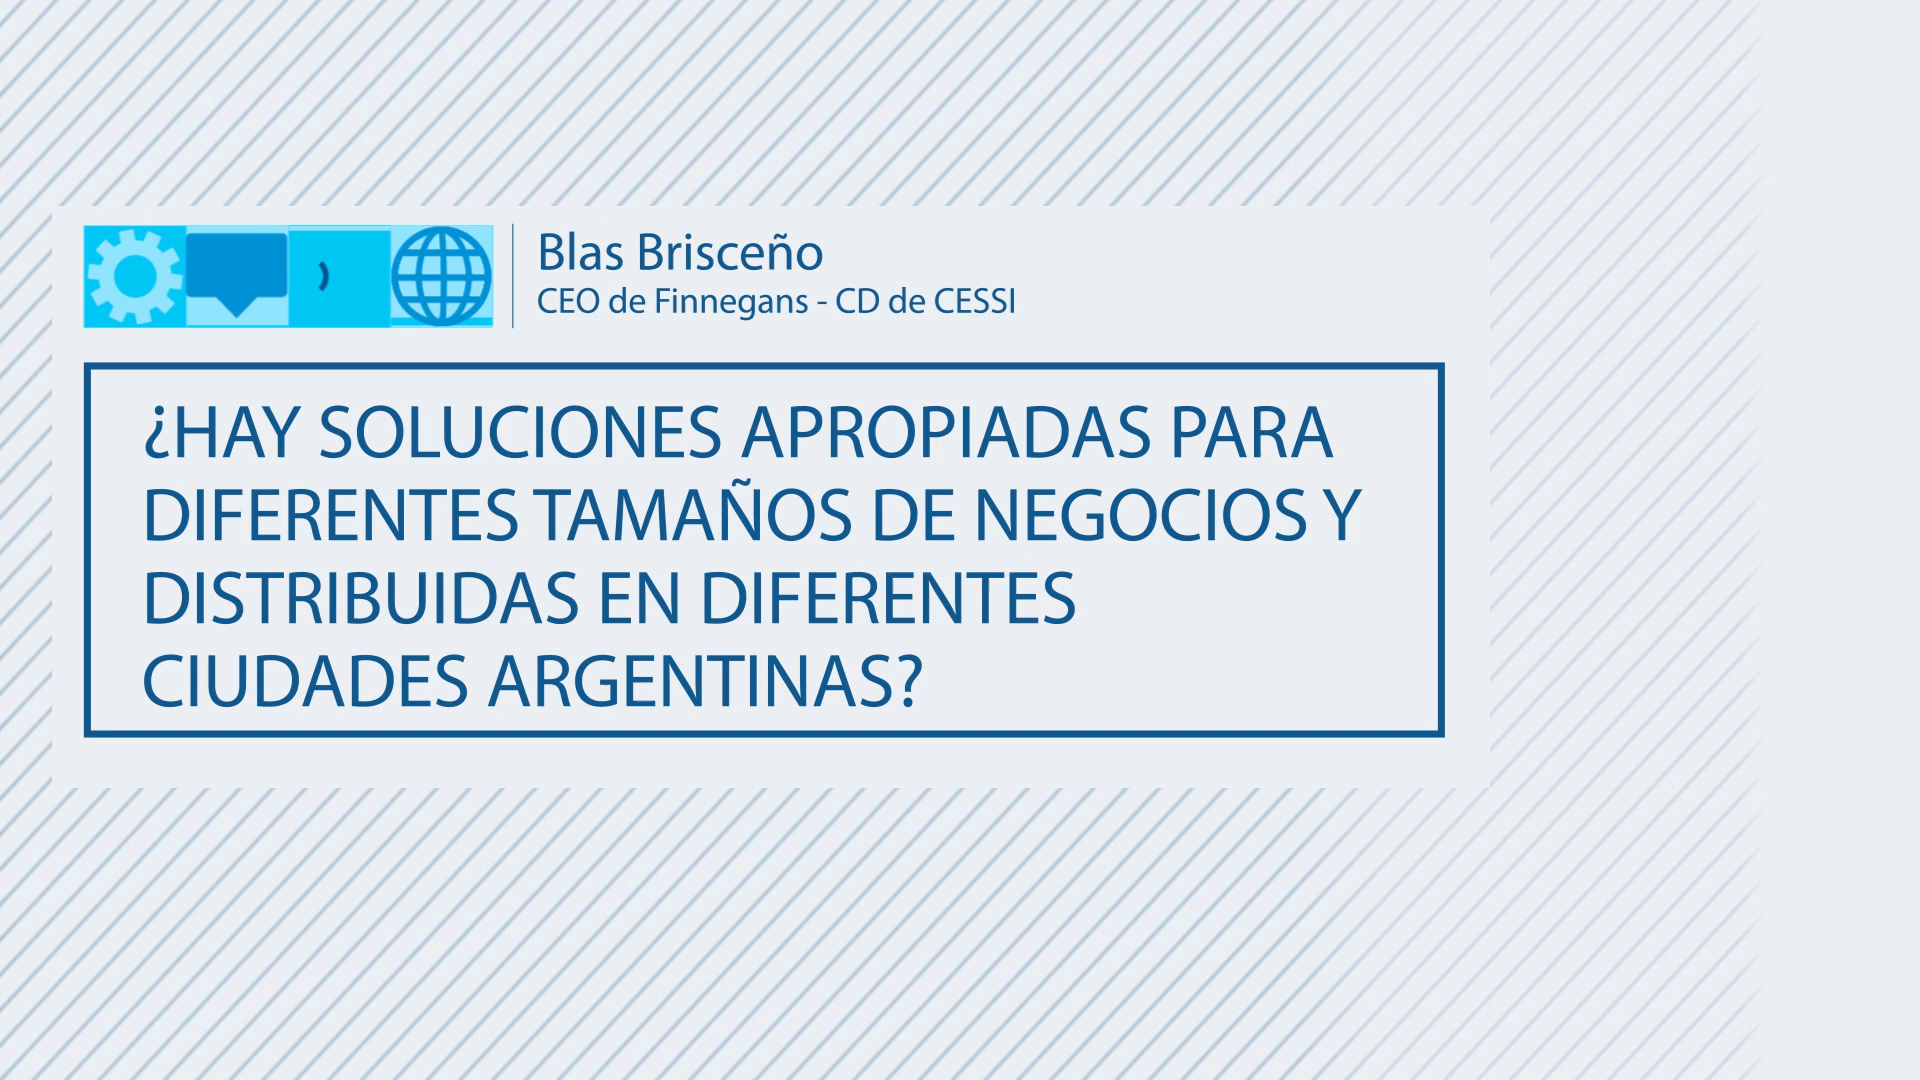 Blas Brisceño
CEO de Finnegans - CD de CESSI
¿HAY SOLUCIONES APROPIADAS PARA
DIFERENTES TAMAÑOS DE NEGOCIOS Y
DISTRIBUIDAS EN DIFERENTES
CIUDADES ARGENTINAS?